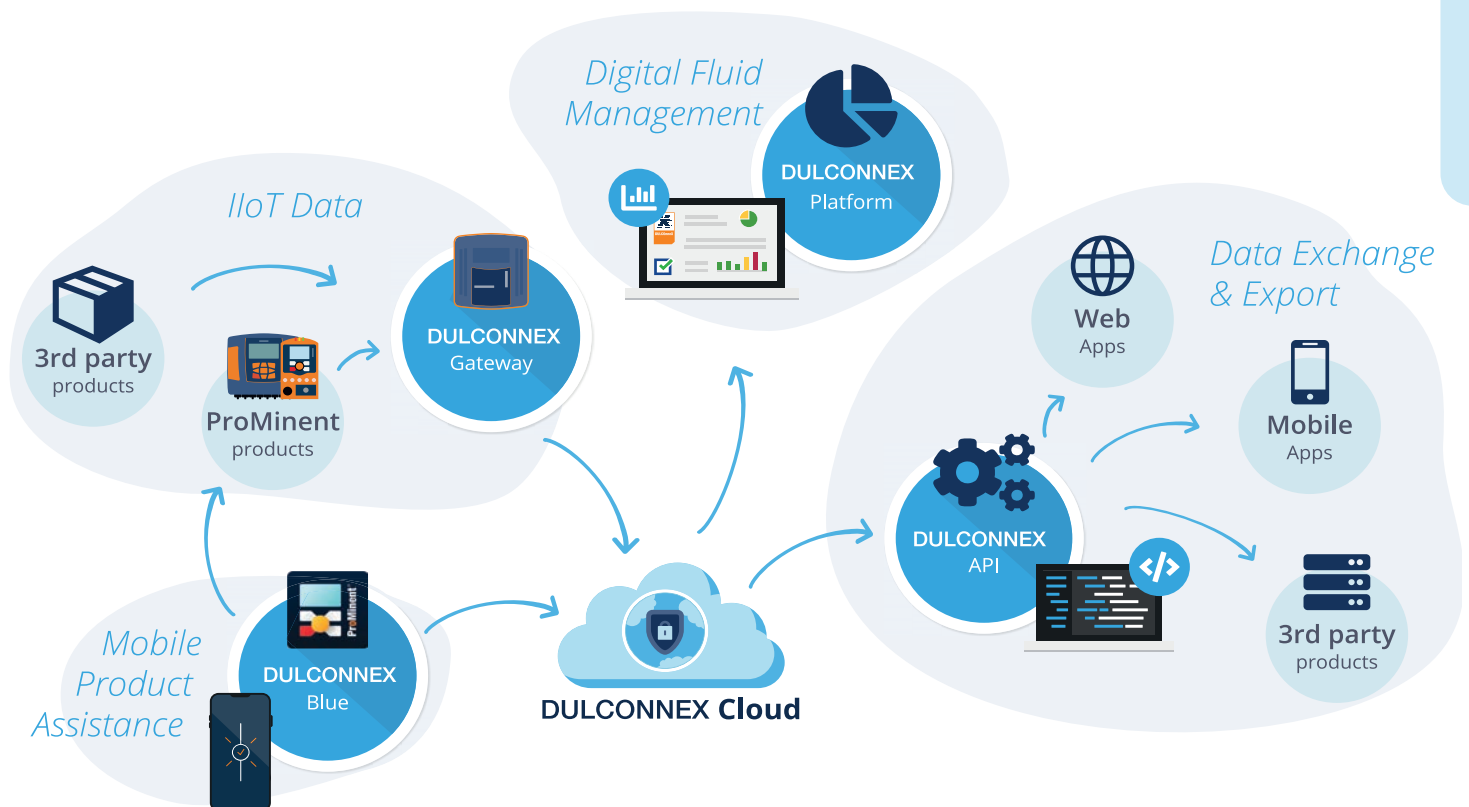 Digital Fluid
Management
DULCONNEX
Platform
IIoT Data
3rd party
products
ProMinent
products
DULCONNEX
Gateway
Data Exchange
& Export
Web
Apps
Mobile
Apps
DULCONNEX
API
</>
3rd party
products
Mobile
Product
Assistance
ProMinent®
DULCONNEX
Blue
DULCONNEX Cloud